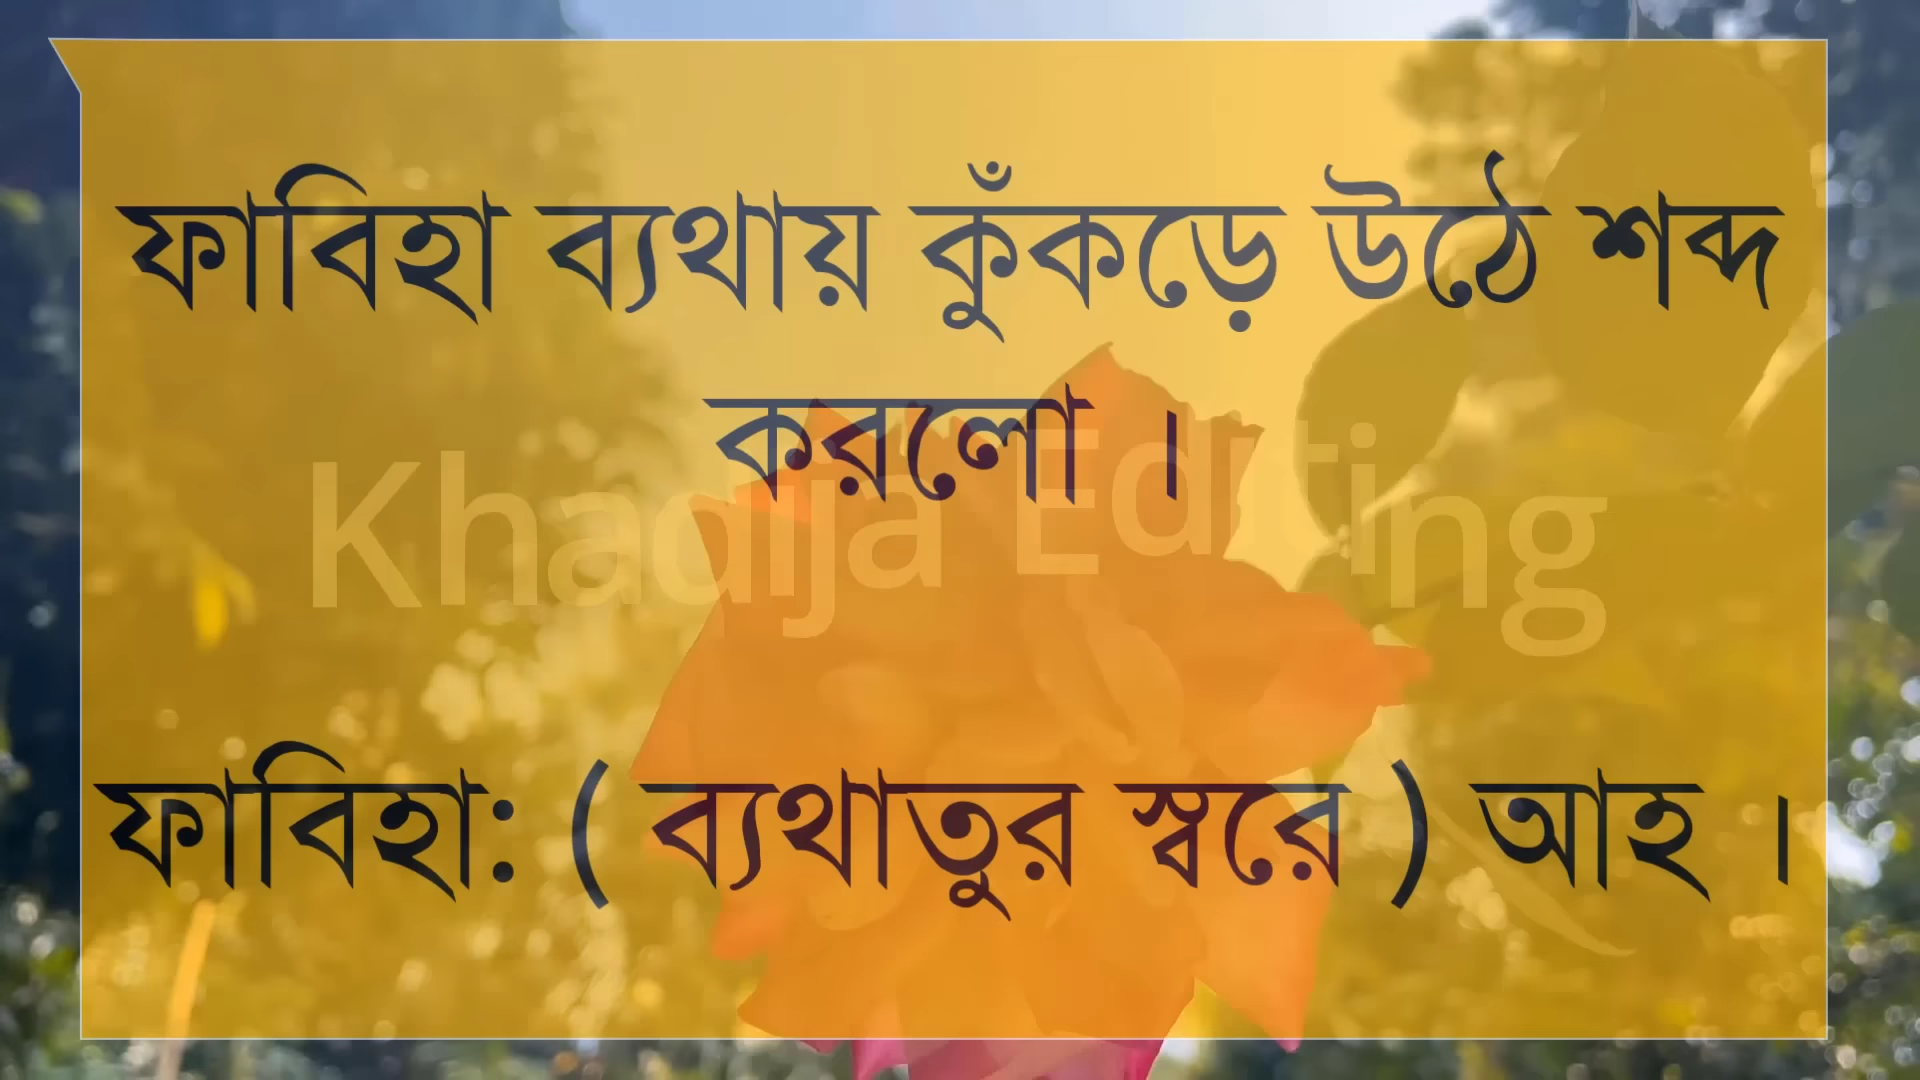 ফাবিহা ব্যথায় কুঁকড়ে উঠে শব্দ
করলো ।
Khadija Editing
ফাবিহা: ( ব্যথাতুর স্বরে ) আহ ।